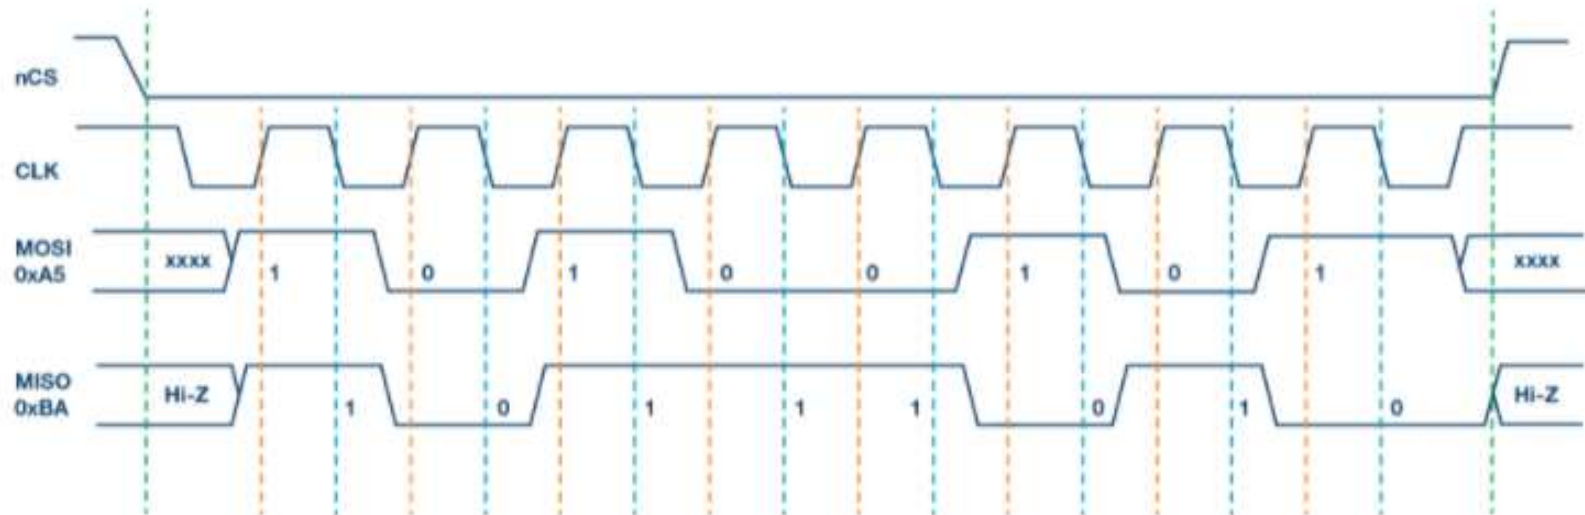 nCS
CLK
MOSI
0xA5
xxxx 1 0 1 0 0 1 0 1 xxxx
MISO
0xBA
Hi-Z 1 0 1 1 1 0 1 0 Hi-Z